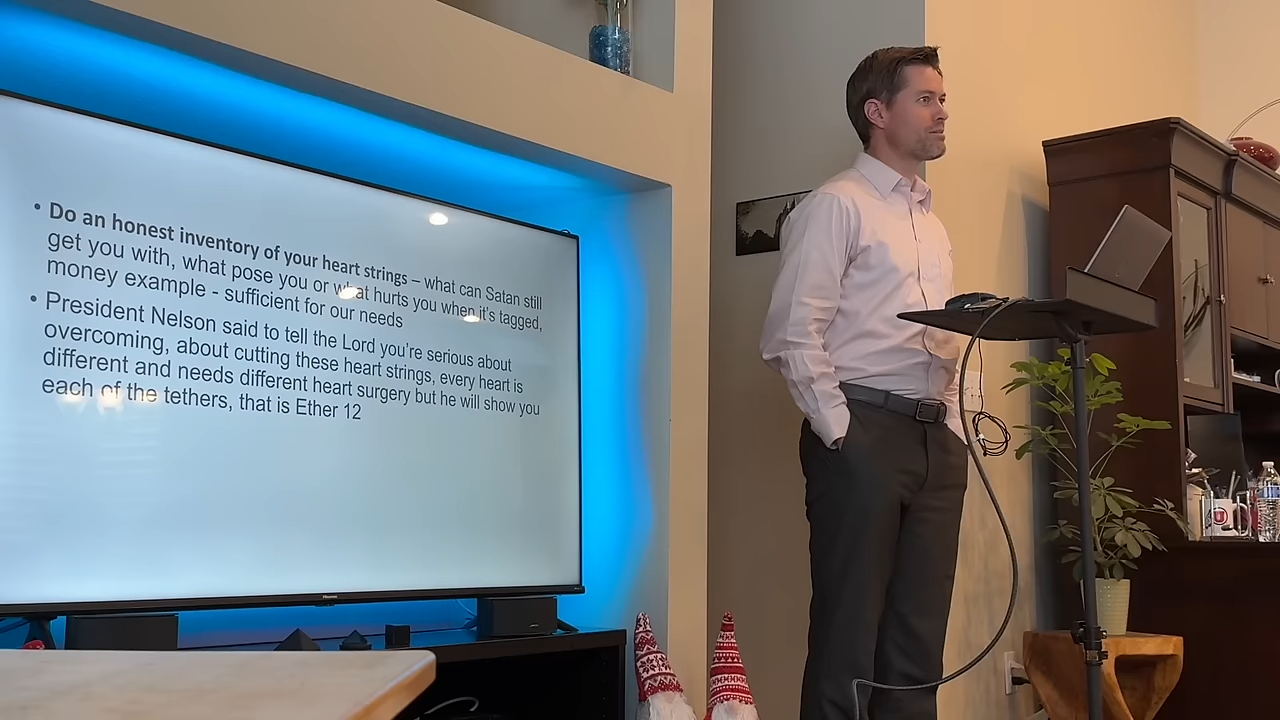 • Do an honest inventory of your heart strings – what can Satan still
get you with, what pose you or what hurts you when it's tagged,
money example - sufficient for our needs
• President Nelson said to tell the Lord you're serious about
overcoming, about cutting these heart strings, every heart is
different and needs different heart surgery but he will show you
each of the tethers, that is Ether 12
Hisense
U